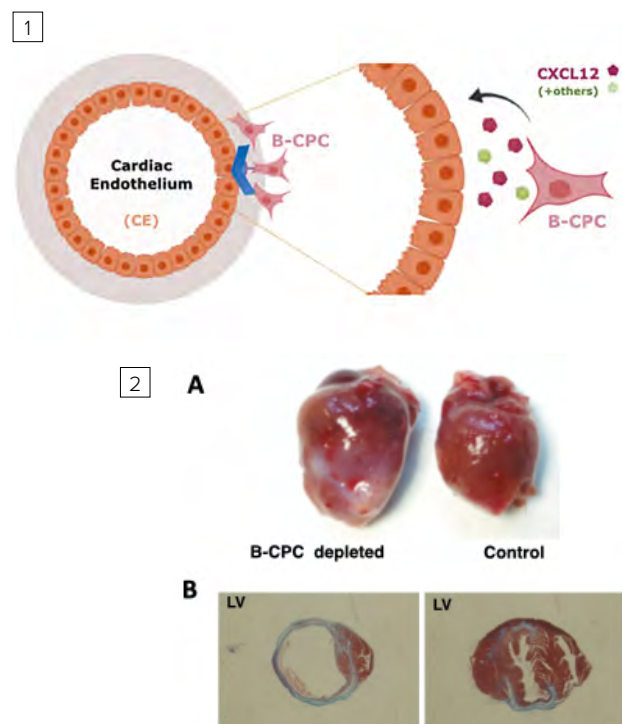 1
CXCL12
(+others)
B-CPC
Cardiac
Endothelium
(CE)
B-CPC
2
A
B-CPC depleted
Control
B
LV
LV